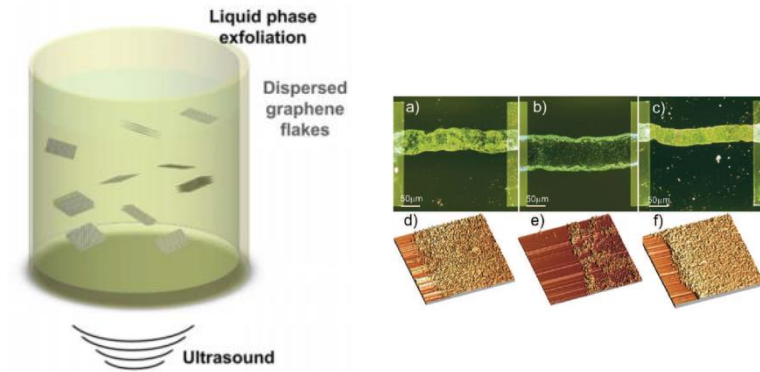 Liquid phase
exfoliation
Dispersed
graphene
flakes
Ultrasound
a)
b)
c)
50μm
50μm
50μm
d)
e)
f)